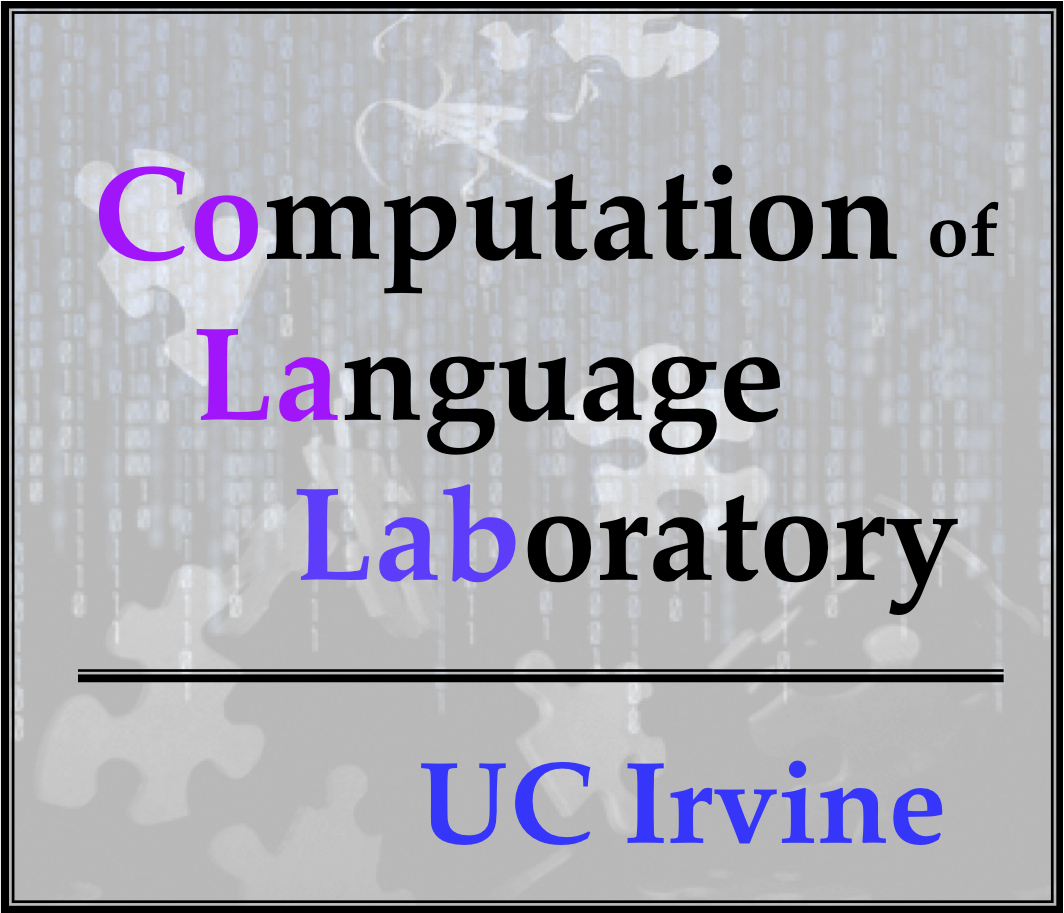 Computation of
Language
Laboratory
UC Irvine